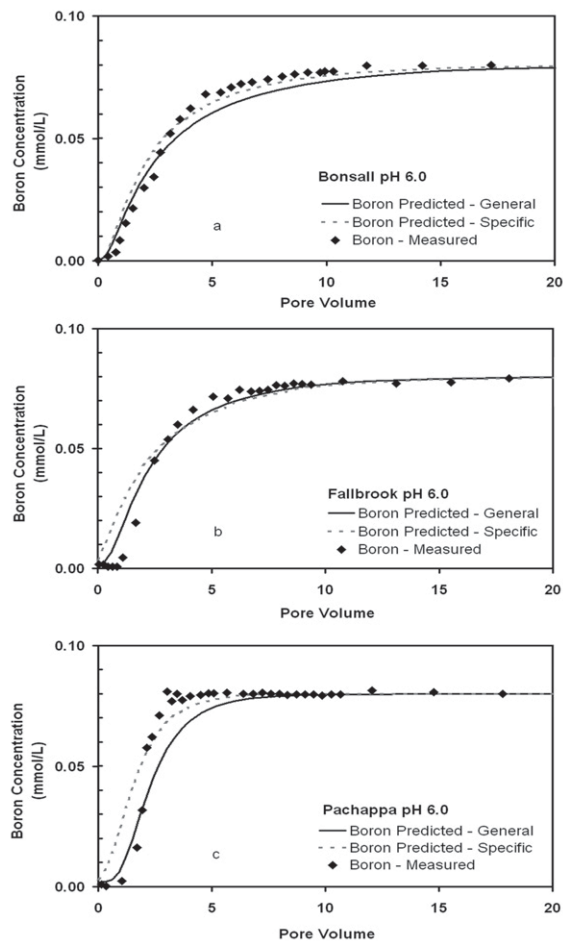 0.10
Boron Concentration
(mmol/L)
0.05
Bonsall pH 6.0
Boron Predicted - General
Boron Predicted - Specific
Boron - Measured
a
0.00
0 5 10 15 20
Pore Volume
0.10
Boron Concentration
(mmol/L)
0.05
Fallbrook pH 6.0
Boron Predicted - General
Boron Predicted - Specific
Boron - Measured
b
0.00
0 5 10 15 20
Pore Volume
0.10
Boron Concentration
(mmol/L)
0.05
Pachappa pH 6.0
Boron Predicted - General
Boron Predicted - Specific
Boron - Measured
c
0.00
0 5 10 15 20
Pore Volume